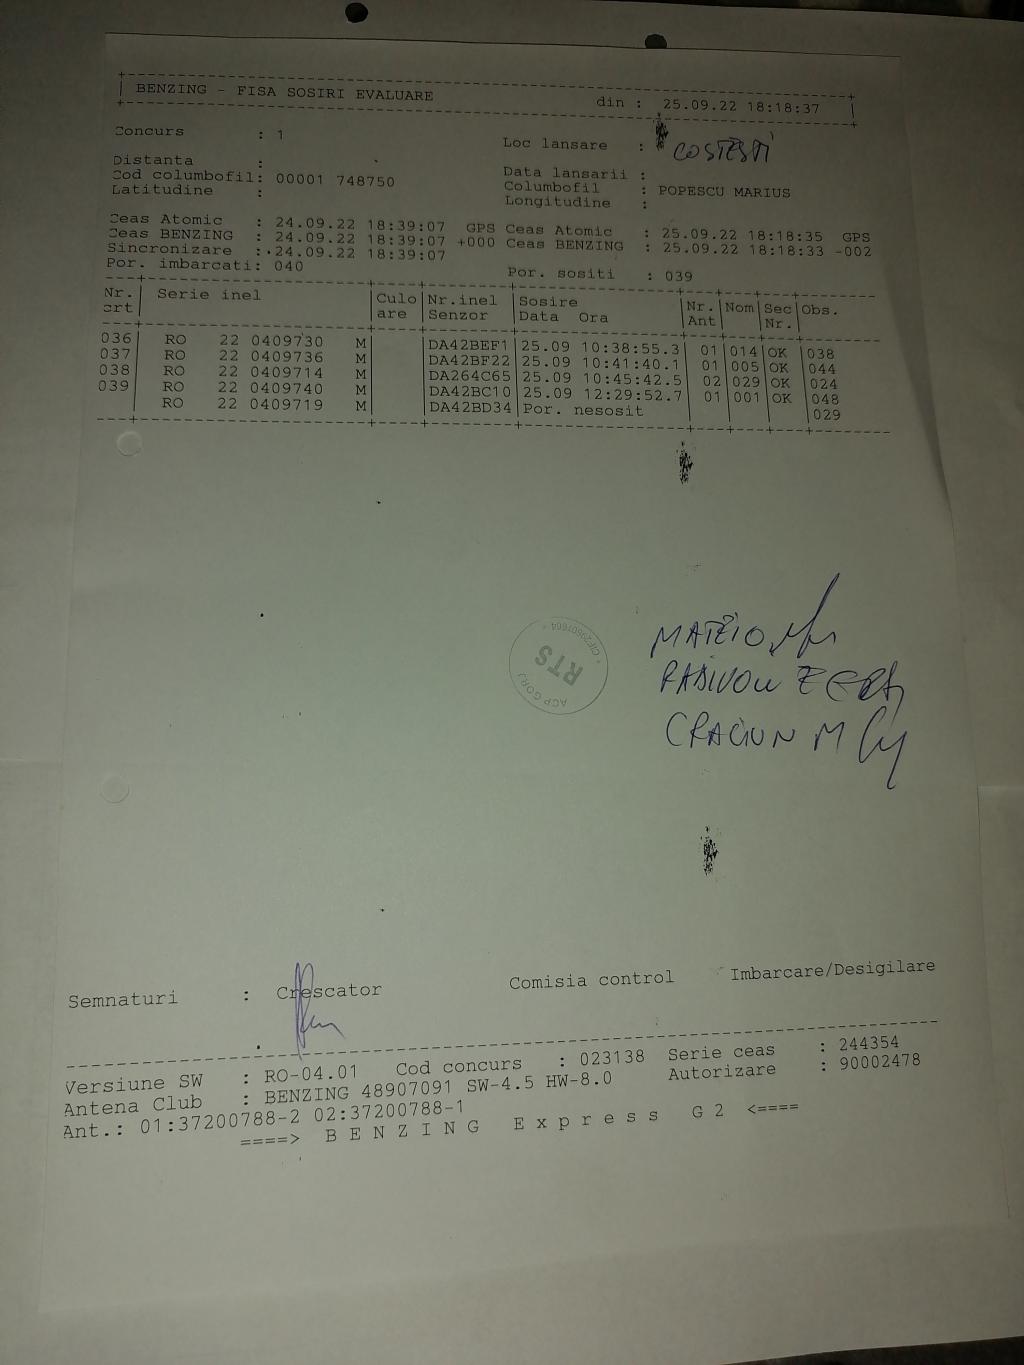 BENZING - FISA SOSIRI EVALUARE din : 25.09.22 18:18:37
Concurs : 1 Loc lansare : COSTESTI
Distanta : Data lansarii :
Cod columbofil: 00001 748750 Columbofil : POPESCU MARIUS
Latitudine : Longitudine :
Ceas Atomic : 24.09.22 18:39:07 GPS Ceas Atomic : 25.09.22 18:18:35 GPS
Ceas BENZING : 24.09.22 18:39:07 +000 Ceas BENZING : 25.09.22 18:18:33 -002
Sincronizare : 24.09.22 18:39:07
Por. imbarcati: 040 Por. sositi : 039
Nr. Serie inel Culo Nr.inel Sosire Nr. Nom Sec Obs.
crt are Senzor Data Ora Ant Nr.
036 RO 22 0409730 M DA42BEF1 25.09 10:38:55.3 01 014 OK 038
037 RO 22 0409736 M DA42BF22 25.09 10:41:40.1 01 005 OK 044
038 RO 22 0409714 M DA264C65 25.09 10:45:42.5 02 029 OK 024
039 RO 22 0409740 M DA42BC10 25.09 12:29:52.7 01 001 OK 048
RO 22 0409719 M DA42BD34 Por. nesosit 029
RTS
ACP GORJ
CRACIUN M
Semnaturi : Crescator Comisia control Imbarcare/Desigilare
Versiune SW : RO-04.01 Cod concurs : 023138 Serie ceas : 244354
Antena Club : BENZING 48907091 SW-4.5 HW-8.0 Autorizare : 90002478
Ant.: 01:37200788-2 02:37200788-1
====> B E N Z I N G E x p r e s s G 2 <====